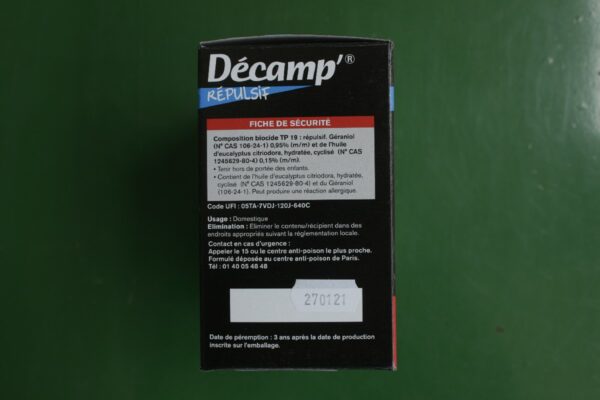 Décamp'®
RÉPULSIF
FICHE DE SÉCURITÉ
Composition biocide TP 19 : répulsif. Géraniol
(N° CAS 106-24-1) 0,95% (m/m) et de l'huile
d'eucalyptus citriodora, hydratée, cyclisé (N° CAS
1245629-80-4) 0,15% (m/m).
• Tenir hors de portée des enfants.
• Contient de l'huile d'eucalyptus citriodora, hydratée,
cyclisé (N° CAS 1245629-80-4) et du Géraniol
(106-24-1). Peut produire une réaction allergique.
Code UFI : 05TA-7VDJ-120J-640C
Usage : Domestique
Elimination : Eliminer le contenu/récipient dans des
endroits appropriés suivant la réglementation locale.
Contact en cas d'urgence :
Appeler le 15 ou le centre anti-poison le plus proche.
Formule déposée au centre anti-poison de Paris.
Tél : 01 40 05 48 48
270121
Date de péremption : 3 ans après la date de production
inscrite sur l'emballage.